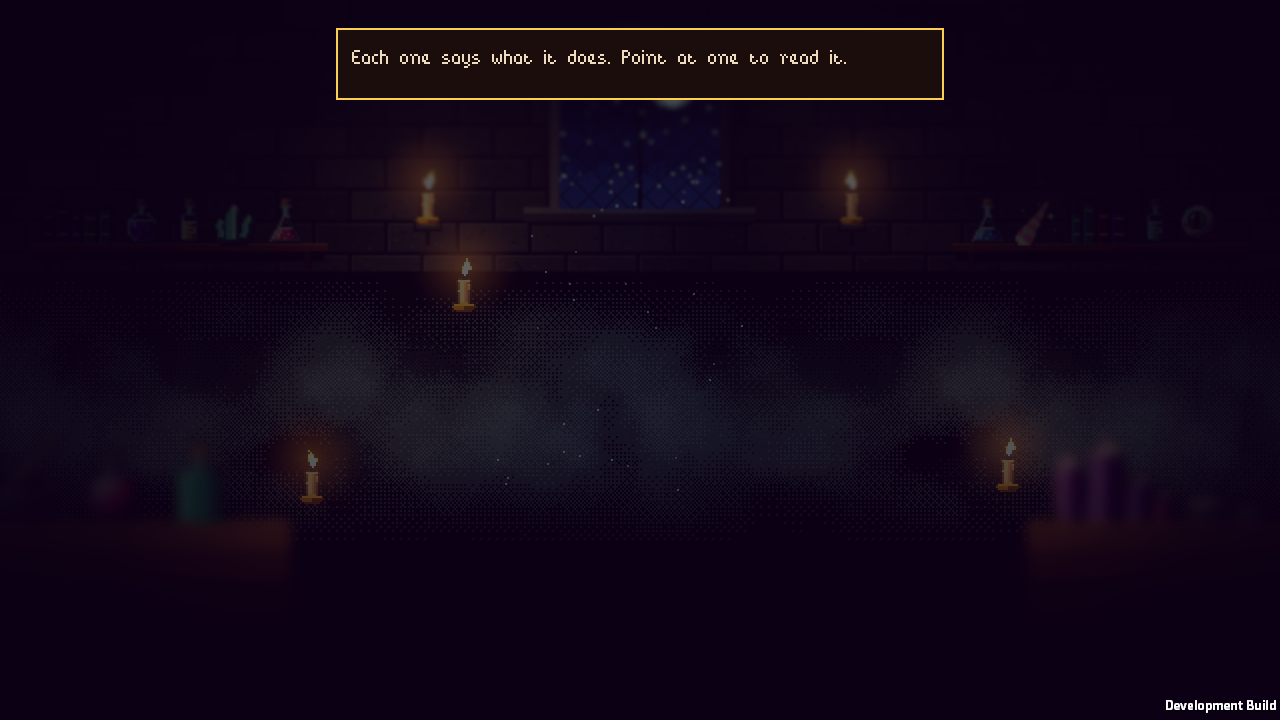 Each one says what it does. Point at one to read it.
Development Build